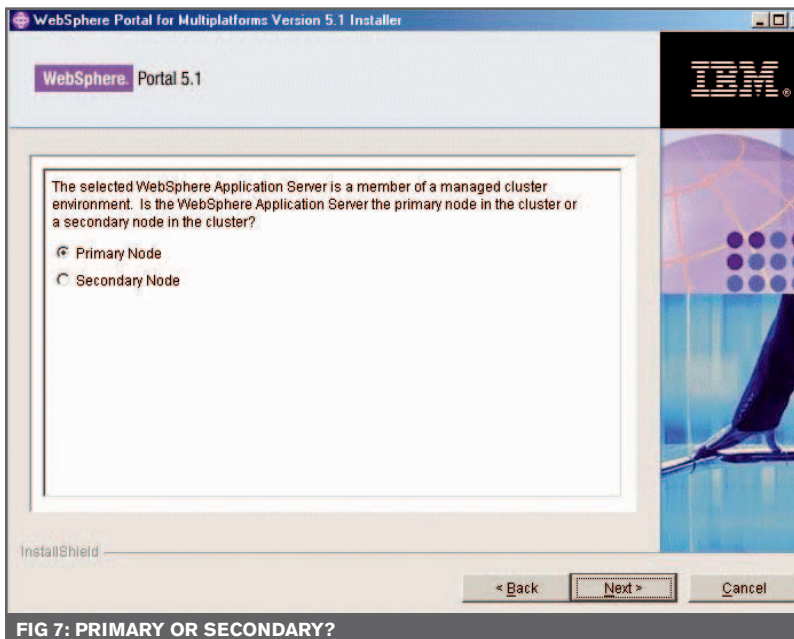 WebSphere Portal for Multiplatforms Version 5.1 Installer
WebSphere. Portal 5.1
IBM®
The selected WebSphere Application Server is a member of a managed cluster
environment. Is the WebSphere Application Server the primary node in the cluster or
a secondary node in the cluster?
Primary Node
Secondary Node
InstallShield
< Back
Next >
Cancel
FIG 7: PRIMARY OR SECONDARY?